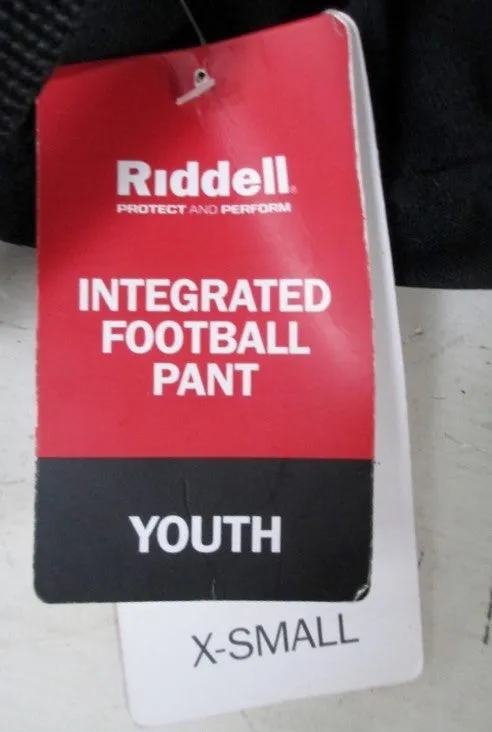 Riddell®
PROTECT AND PERFORM
INTEGRATED
FOOTBALL
PANT
YOUTH
X-SMALL